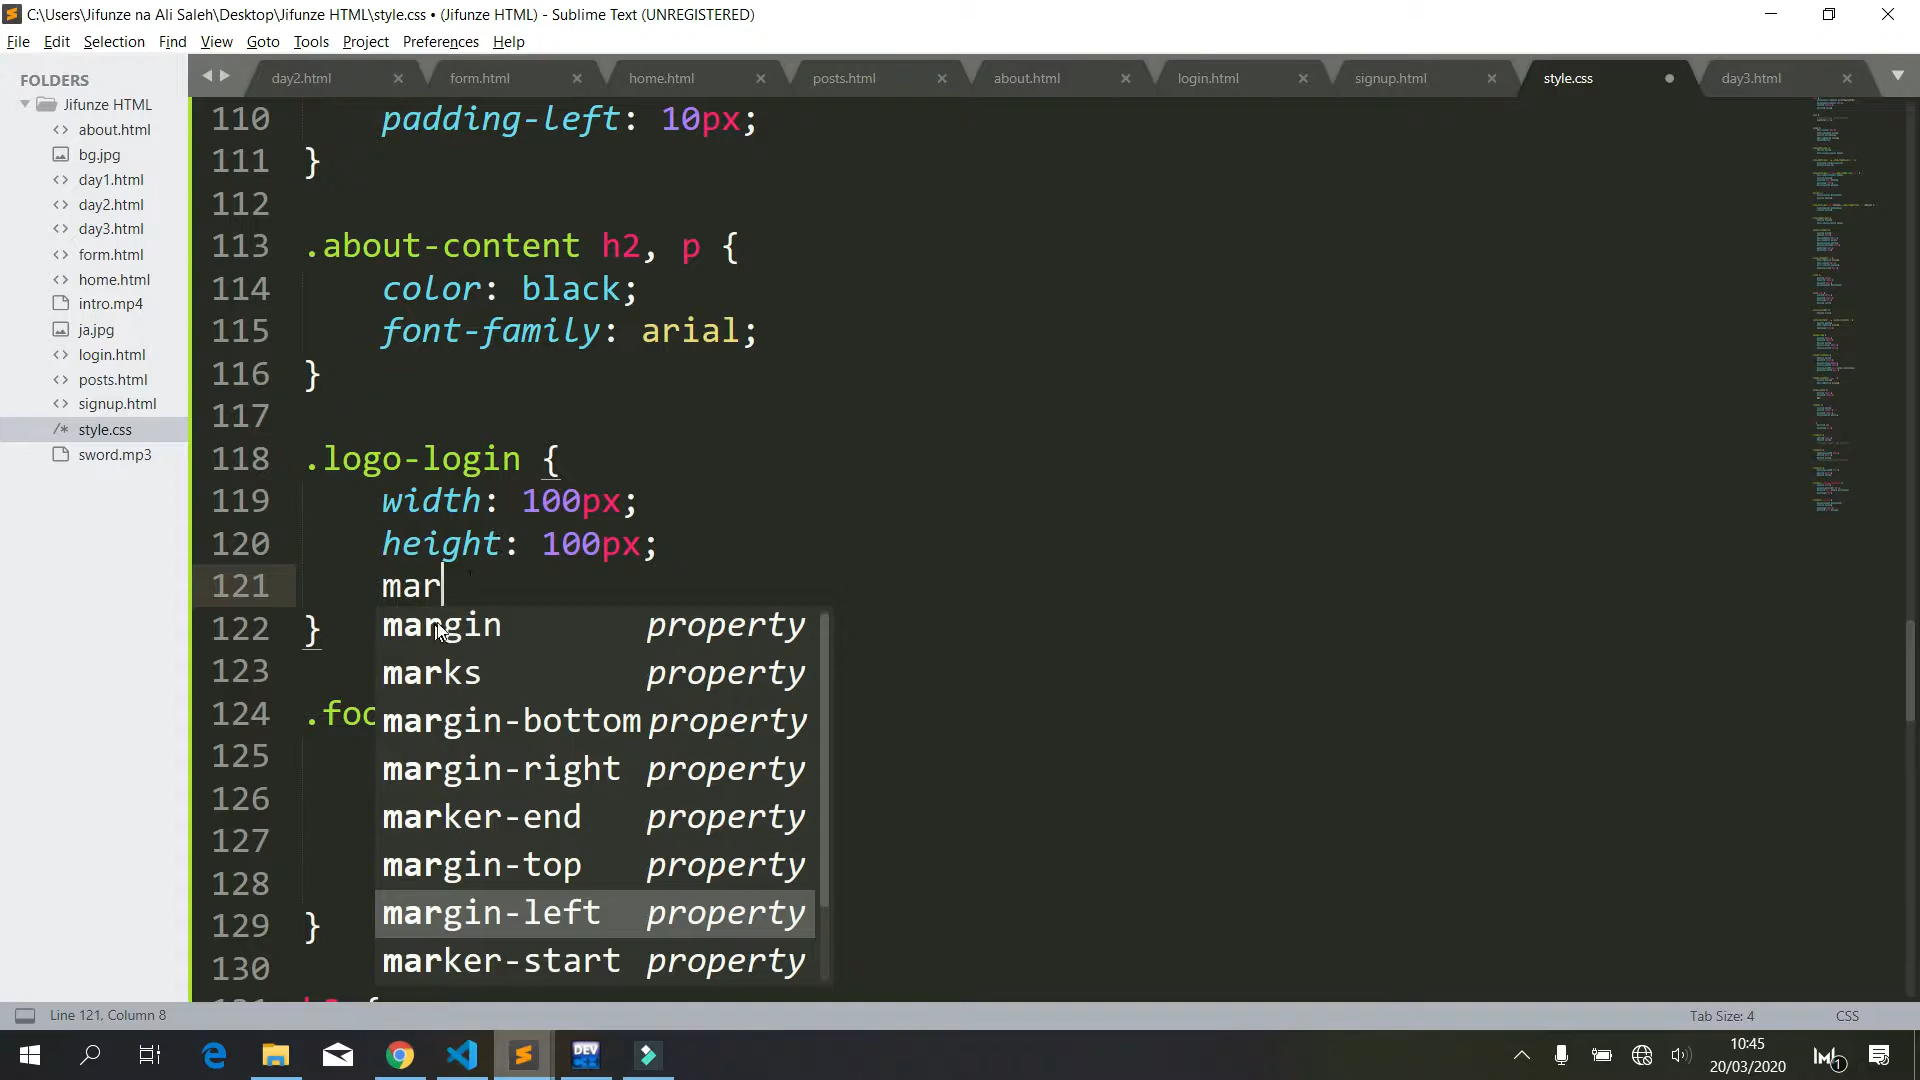 C:\Users\Jifunze na Ali Saleh\Desktop\Jifunze HTML\style.css • (Jifunze HTML) - Sublime Text (UNREGISTERED)
File Edit Selection Find View Goto Tools Project Preferences Help
FOLDERS
Jifunze HTML
about.html
bg.jpg
day1.html
day2.html
day3.html
form.html
home.html
intro.mp4
ja.jpg
login.html
posts.html
signup.html
style.css
sword.mp3
day2.html form.html home.html posts.html about.html login.html signup.html style.css day3.html
110 padding-left: 10px;
111 }
112
113 .about-content h2, p {
114 color: black;
115 font-family: arial;
116 }
117
118 .logo-login {
119 width: 100px;
120 height: 100px;
121 mar
122 }
123
124 .foo
125
126
127
128
129 }
130
margin property
marks property
margin-bottom property
margin-right property
marker-end property
margin-top property
margin-left property
marker-start property
Line 121, Column 8
Tab Size: 4 CSS
DEV
10:45
20/03/2020
1